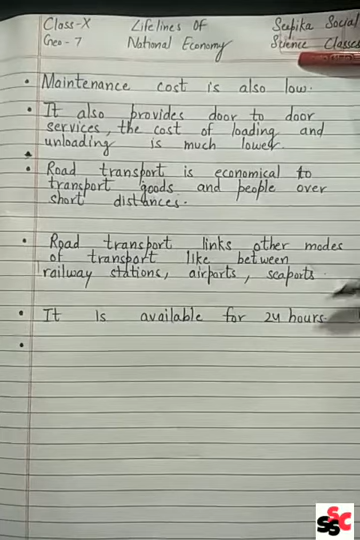 Class-X Lifelines Of Seepika Social
Geo-7 National Economy Science Classes
• Maintenance cost is also low.
• It also provides door to door
services, the cost of loading and
unloading is much lower.
• Road transport is economical to
transport goods and people over
short distances.
• Road transport links other modes
of transport like between
railway stations, airports, seaports.
• It is available for 24 hours.
•
SSSC